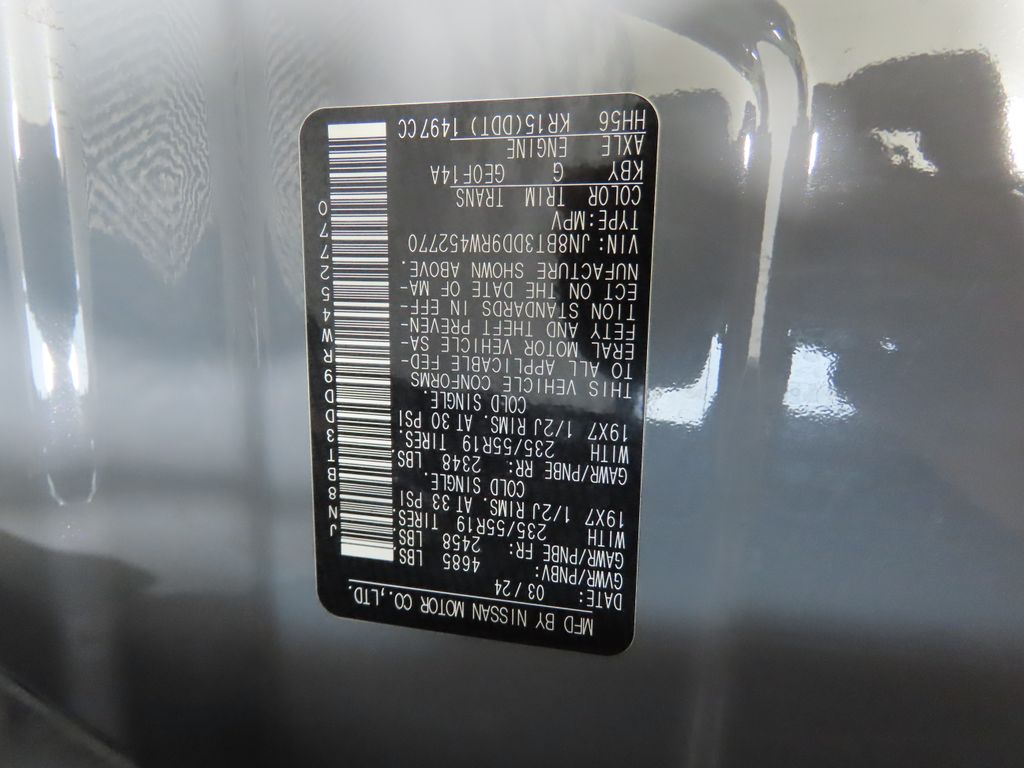 MFD BY NISSAN MOTOR CO.,LTD.
DATE: 03/24
GVWR/PNBV: 4685 LBS
GAWR/PNBE FR: 2458 LBS
WITH 235/55R19 TIRES.
19X7 1/2J RIMS. AT 33 PSI
COLD SINGLE.
GAWR/PNBE RR: 2348 LBS
WITH 235/55R19 TIRES.
19X7 1/2J RIMS. AT 30 PSI
COLD SINGLE.
THIS VEHICLE CONFORMS
TO ALL APPLICABLE FED-
ERAL MOTOR VEHICLE SA-
FETY AND THEFT PREVEN-
TION STANDARDS IN EFF-
ECT ON THE DATE OF MA-
NUFACTURE SHOWN ABOVE.
VIN: JN8BT3DD9RW452770
TYPE:MPV
COLOR TRIM TRANS
KBY G GE0F14A
AXLE ENGINE
HH56 KR15(DDT) 1497CC
JN8BT3DD9RW452770